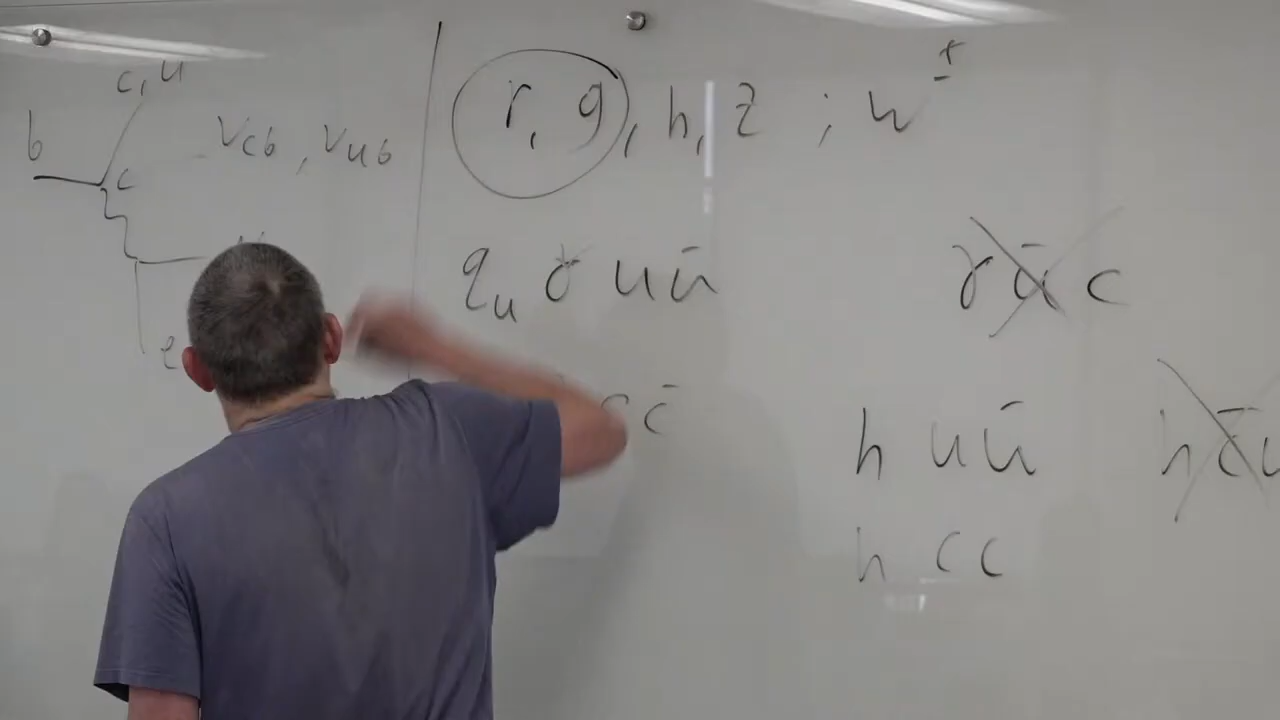 c, u
b
c
V_cb, V_ub
e
γ, g, h, Z ; W^±
q_u γ u ū
γ ū c
c c̄
h u ū
h c̄ u
h c c